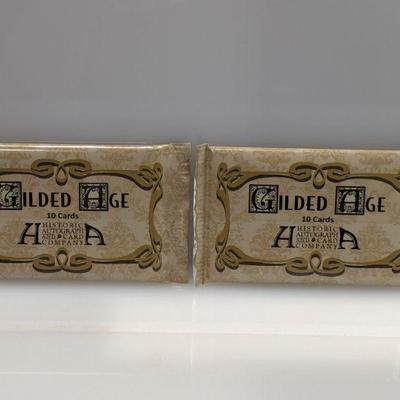 GILDED AGE
10 Cards
HISTORIC
AUTOGRAPH
AND CARD
COMPANY
H A
GILDED AGE
10 Cards
HISTORIC
AUTOGRAPH
AND CARD
COMPANY
H A